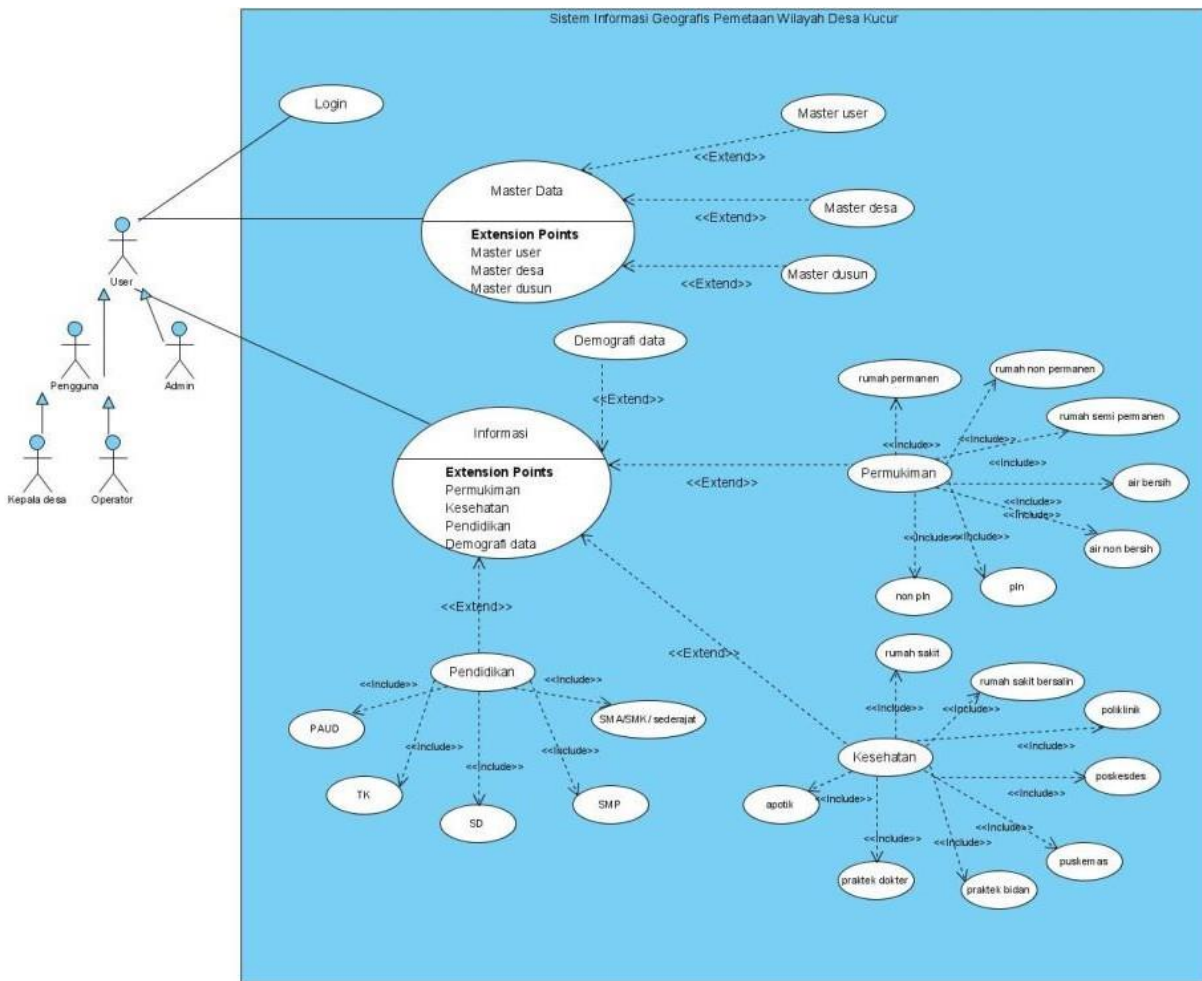 Sistem Informasi Geografis Pemetaan Wilayah Desa Kucur
Login
Master user
<<Extend>>
Master Data
Extension Points
Master user
Master desa
Master dusun
<<Extend>>
Master desa
<<Extend>>
Master dusun
User
Pengguna
Admin
Kepala desa
Operator
Demografi data
<<Extend>>
Informasi
Extension Points
Permukiman
Kesehatan
Pendidikan
Demografi data
<<Extend>>
rumah permanen
rumah non permanen
rumah semi permanen
<<Include>>
<<Include>>
Permukiman
<<Include>>
air bersih
<<Include>>
<<Include>>
air non bersih
<<Include>>
<<Include>>
non pln
pln
<<Extend>>
Pendidikan
<<Include>>
<<Include>>
PAUD
SMA/SMK/ sederajat
<<Include>>
<<Include>>
<<Include>>
TK
SD
SMP
<<Extend>>
rumah sakit
rumah sakit bersalin
poliklinik
<<Include>>
<<Include>>
<<Include>>
Kesehatan
poskesdes
<<Include>>
apotik
<<Include>>
<<Include>>
<<Include>>
<<Include>>
puskemas
praktek dokter
praktek bidan